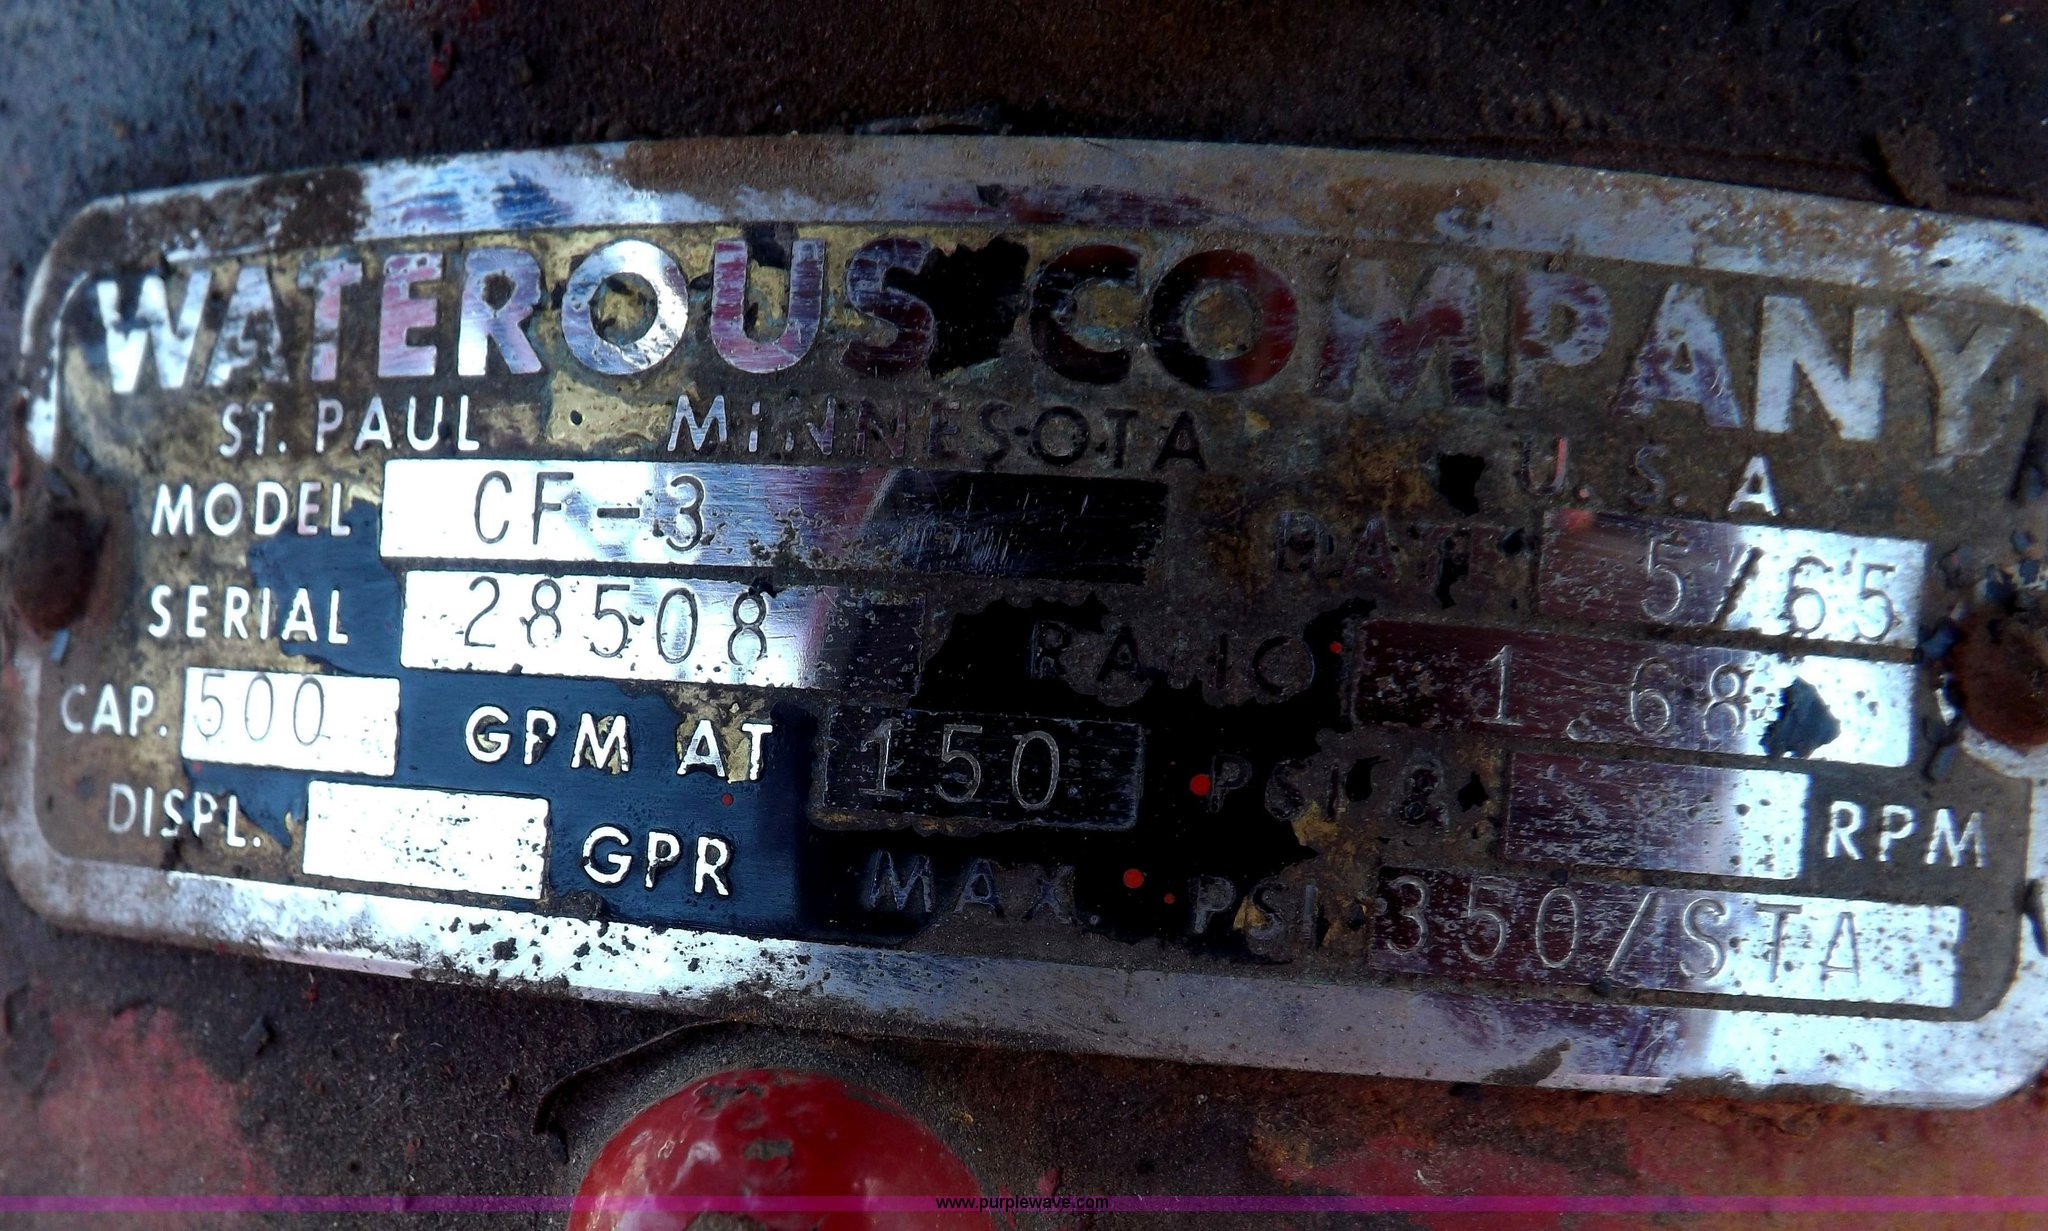 WATEROUS COMPANY
ST. PAUL MINNESOTA U. S. A
MODEL CF-3 DATE 5/65
SERIAL 28508 RATIO 1.68
CAP. 500 GPM AT 150 PSI & RPM
DISPL. GPR MAX. PSI 350/STA
www.purplewave.com